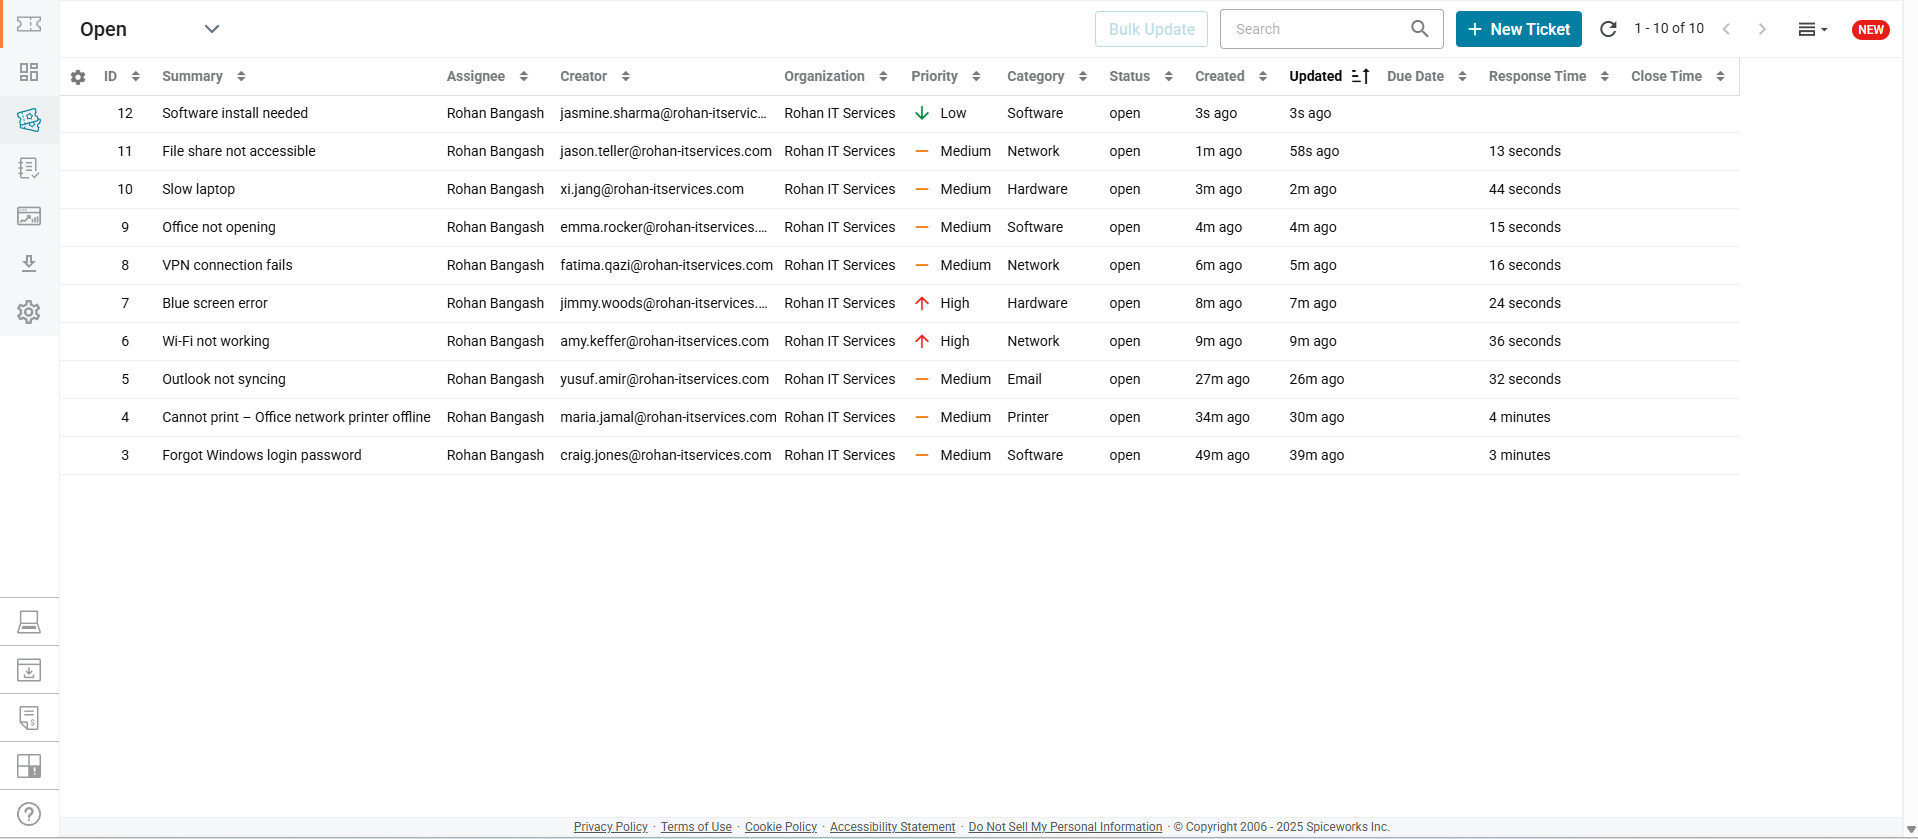 Open Bulk Update Search + New Ticket 1 - 10 of 10 NEW
ID Summary Assignee Creator Organization Priority Category Status Created Updated Due Date Response Time Close Time
12 Software install needed Rohan Bangash jasmine.sharma@rohan-itservic... Rohan IT Services Low Software open 3s ago 3s ago
11 File share not accessible Rohan Bangash jason.teller@rohan-itservices.com Rohan IT Services Medium Network open 1m ago 58s ago 13 seconds
10 Slow laptop Rohan Bangash xi.jang@rohan-itservices.com Rohan IT Services Medium Hardware open 3m ago 2m ago 44 seconds
9 Office not opening Rohan Bangash emma.rocker@rohan-itservices.... Rohan IT Services Medium Software open 4m ago 4m ago 15 seconds
8 VPN connection fails Rohan Bangash fatima.qazi@rohan-itservices.com Rohan IT Services Medium Network open 6m ago 5m ago 16 seconds
7 Blue screen error Rohan Bangash jimmy.woods@rohan-itservices.... Rohan IT Services High Hardware open 8m ago 7m ago 24 seconds
6 Wi-Fi not working Rohan Bangash amy.keffer@rohan-itservices.com Rohan IT Services High Network open 9m ago 9m ago 36 seconds
5 Outlook not syncing Rohan Bangash yusuf.amir@rohan-itservices.com Rohan IT Services Medium Email open 27m ago 26m ago 32 seconds
4 Cannot print – Office network printer offline Rohan Bangash maria.jamal@rohan-itservices.com Rohan IT Services Medium Printer open 34m ago 30m ago 4 minutes
3 Forgot Windows login password Rohan Bangash craig.jones@rohan-itservices.com Rohan IT Services Medium Software open 49m ago 39m ago 3 minutes
Privacy Policy · Terms of Use · Cookie Policy · Accessibility Statement · Do Not Sell My Personal Information · © Copyright 2006 - 2025 Spiceworks Inc.